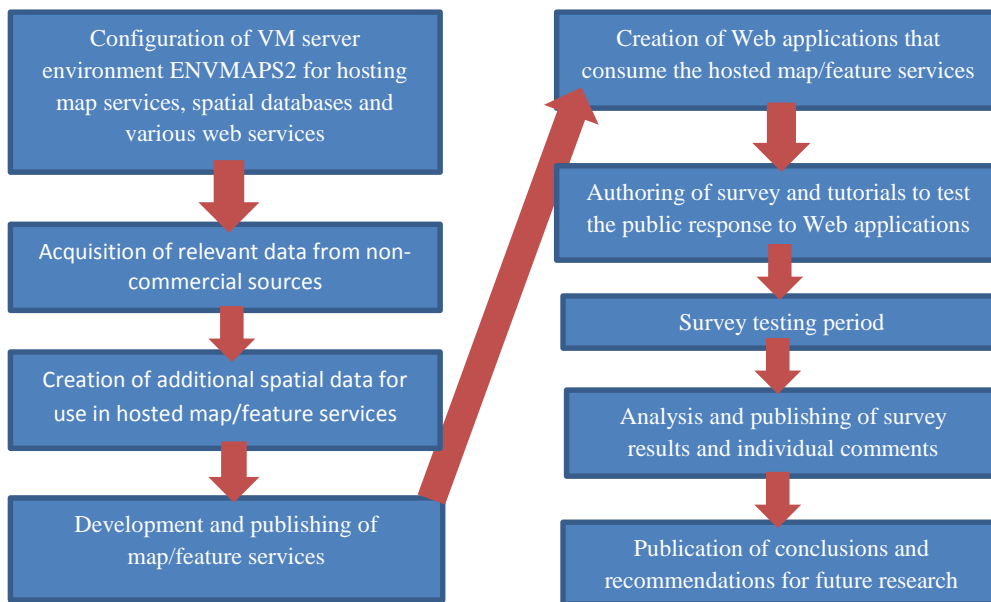 Configuration of VM server
environment ENVMAPS2 for hosting
map services, spatial databases and
various web services
Acquisition of relevant data from non-
commercial sources
Creation of additional spatial data for
use in hosted map/feature services
Development and publishing of
map/feature services
Creation of Web applications that
consume the hosted map/feature services
Authoring of survey and tutorials to test
the public response to Web applications
Survey testing period
Analysis and publishing of survey
results and individual comments
Publication of conclusions and
recommendations for future research